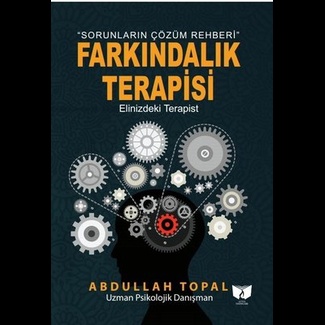 "SORUNLARIN ÇÖZÜM REHBERİ"
FARKINDALIK
TERAPİSİ
Elinizdeki Terapist
ABDULLAH TOPAL
Uzman Psikolojik Danışman